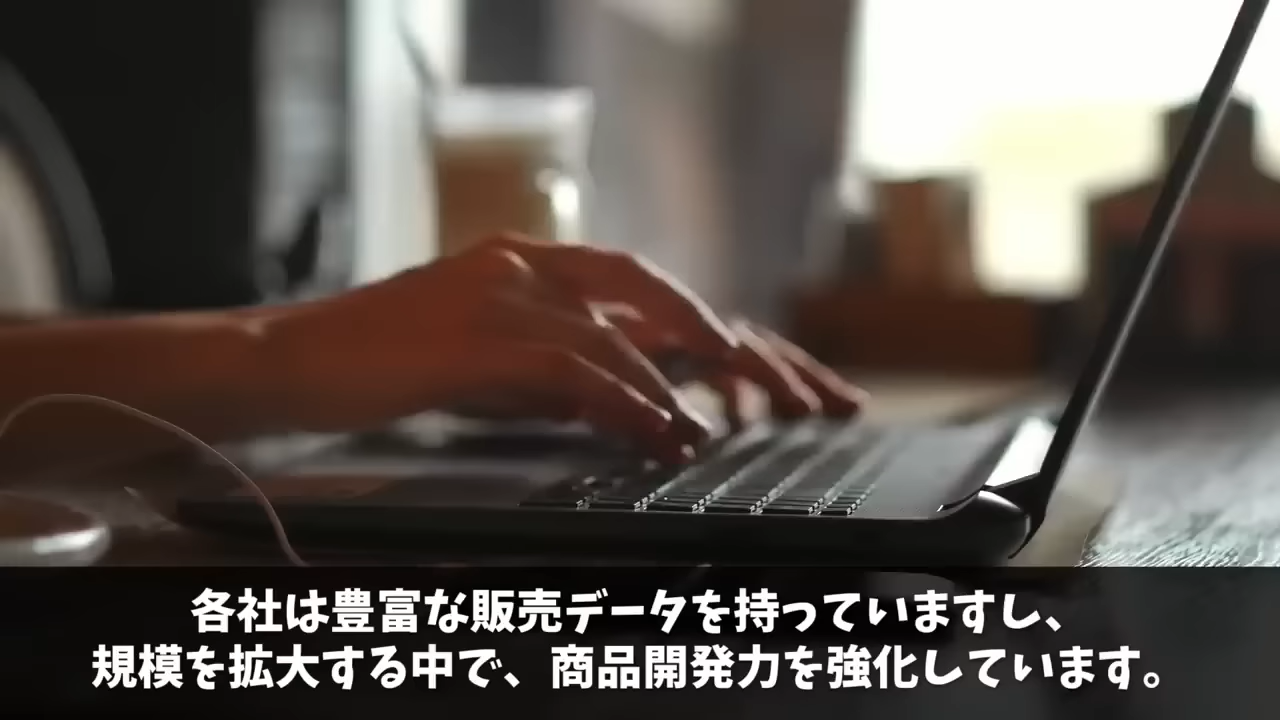 各社は豊富な販売データを持っていますし、
規模を拡大する中で、商品開発力を強化しています。